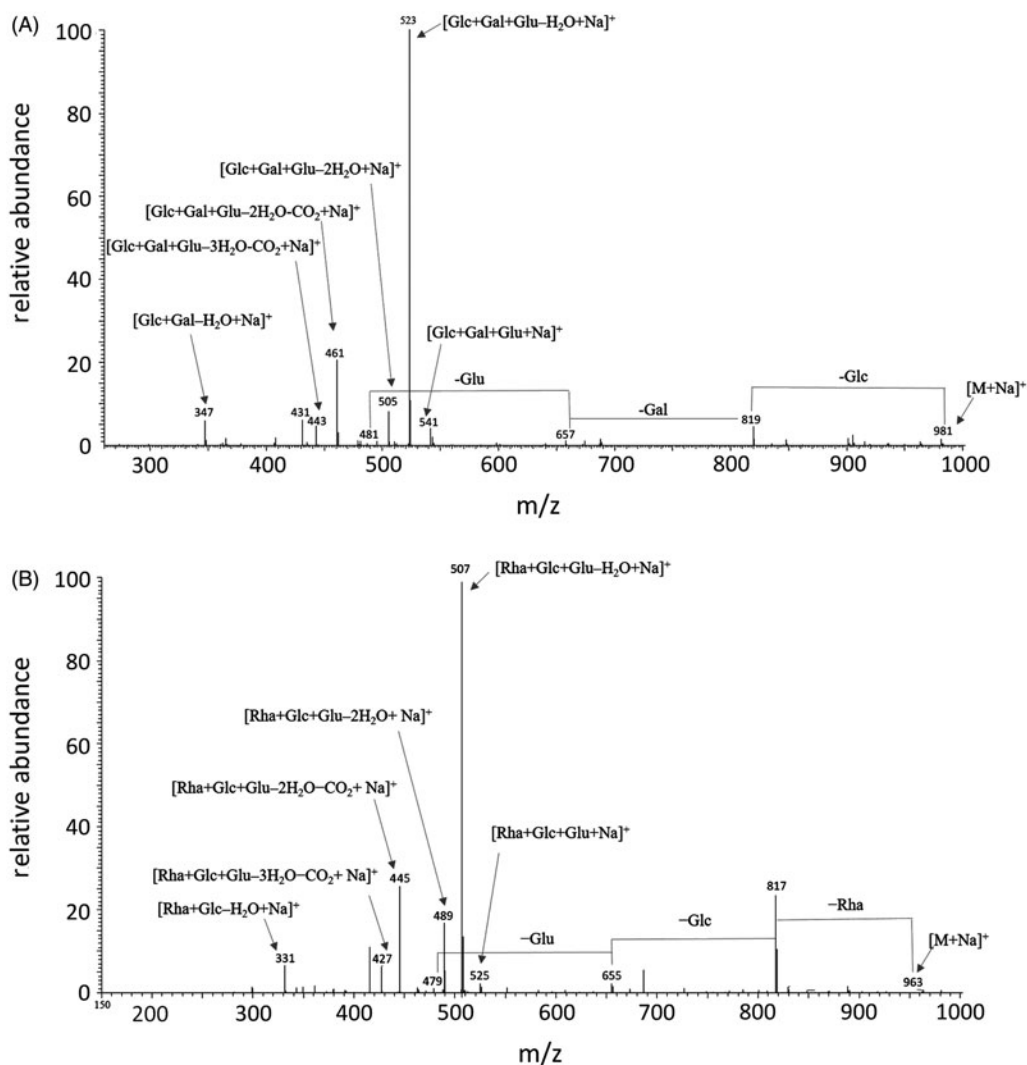 (A)
523
[Glc+Gal+Glu–H₂O+Na]⁺
100
80
60
40
20
0
relative abundance
[Glc+Gal+Glu–2H₂O+Na]⁺
[Glc+Gal+Glu–2H₂O-CO₂+Na]⁺
[Glc+Gal+Glu–3H₂O-CO₂+Na]⁺
[Glc+Gal–H₂O+Na]⁺
[Glc+Gal+Glu+Na]⁺
-Glu
-Gal
-Glc
[M+Na]⁺
347
431
443
461
481
505
541
657
819
981
300 400 500 600 700 800 900 1000
m/z
(B)
507
[Rha+Glc+Glu–H₂O+Na]⁺
100
80
60
40
20
0
relative abundance
[Rha+Glc+Glu–2H₂O+ Na]⁺
[Rha+Glc+Glu–2H₂O–CO₂+ Na]⁺
[Rha+Glc+Glu–3H₂O–CO₂+ Na]⁺
[Rha+Glc–H₂O+Na]⁺
[Rha+Glc+Glu+Na]⁺
–Glu
–Glc
–Rha
[M+Na]⁺
331
427
445
479
489
525
655
817
963
150 200 300 400 500 600 700 800 900 1000
m/z